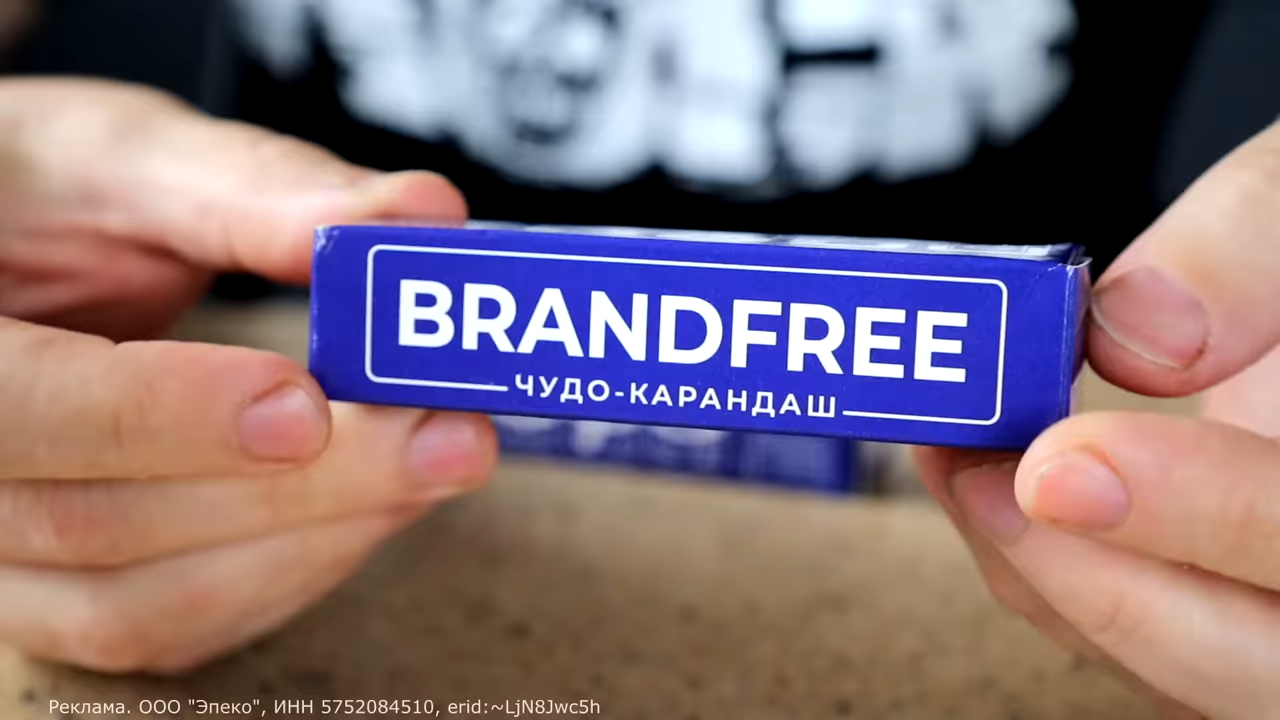 BRANDFREE
ЧУДО-КАРАНДАШ
Реклама. ООО "Эпеко", ИНН 5752084510, erid:~LjN8Jwc5h